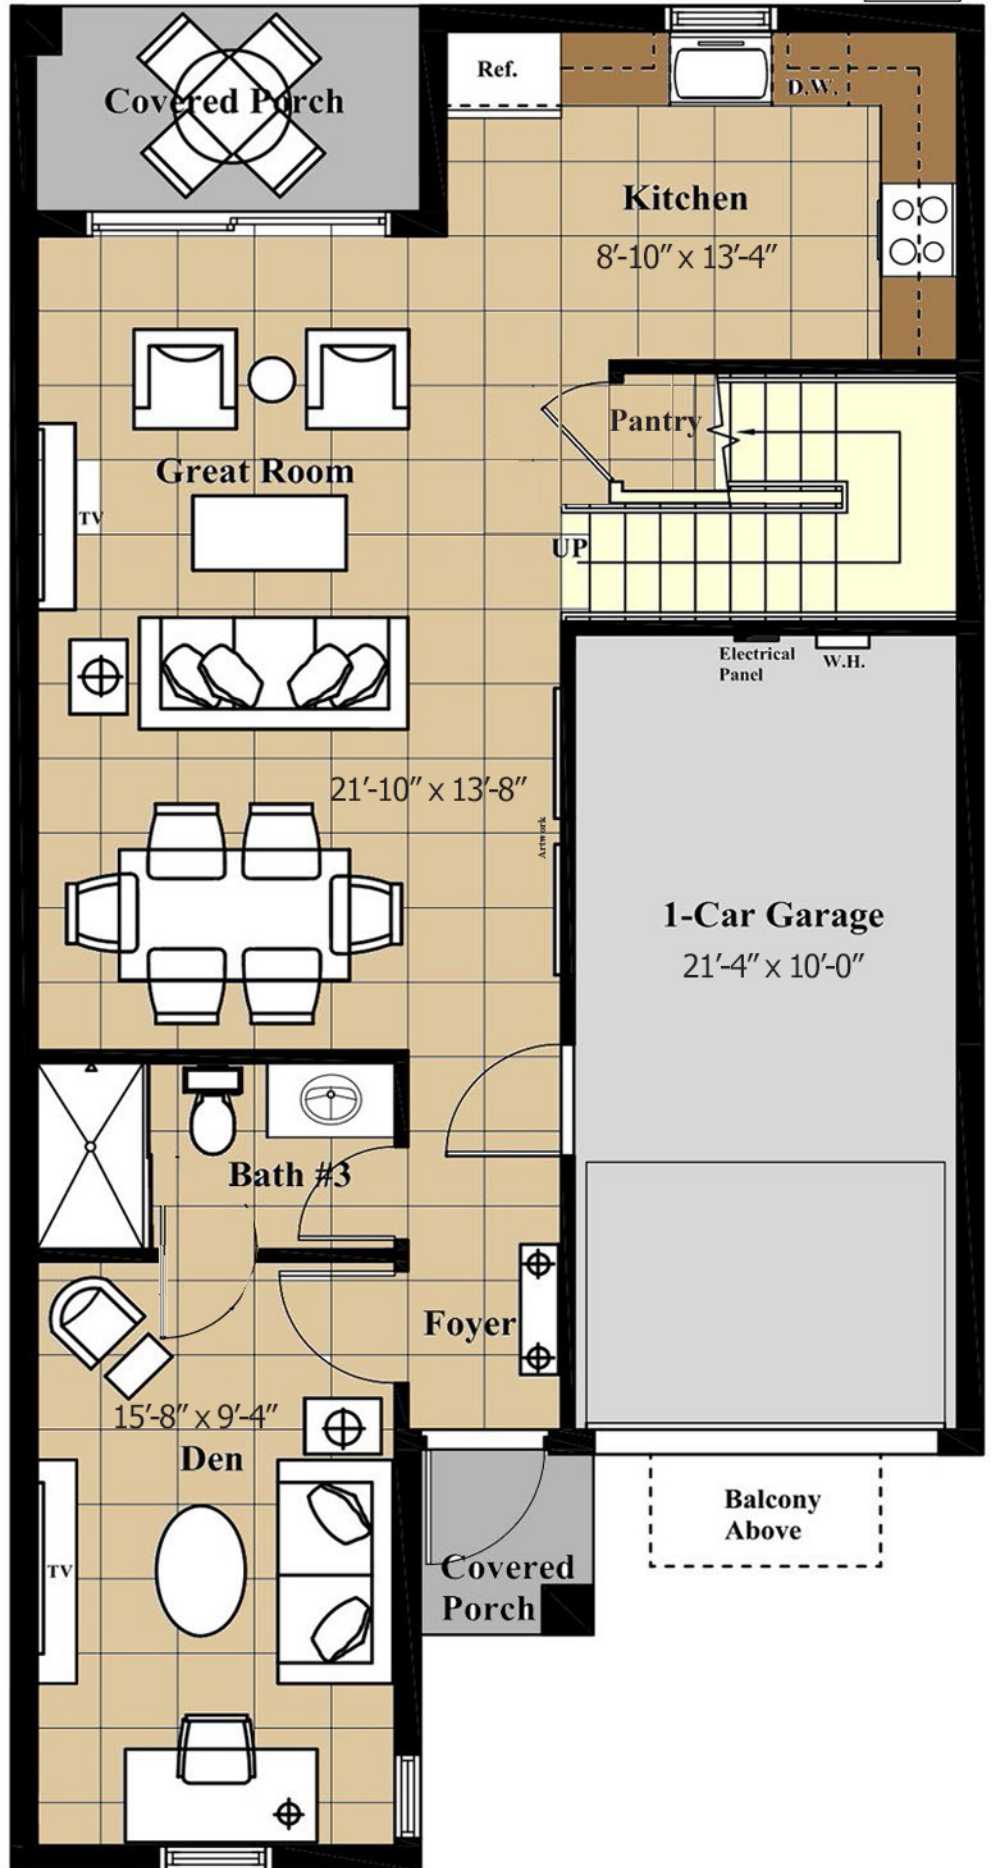 Covered Porch
Ref.
D.W.
Kitchen
8'-10" x 13'-4"
Pantry
Great Room
TV
UP
Electrical
Panel
W.H.
21'-10" x 13'-8"
Artwork
1-Car Garage
21'-4" x 10'-0"
Bath #3
Foyer
15'-8" x 9'-4"
Den
Balcony
Above
TV
Covered
Porch